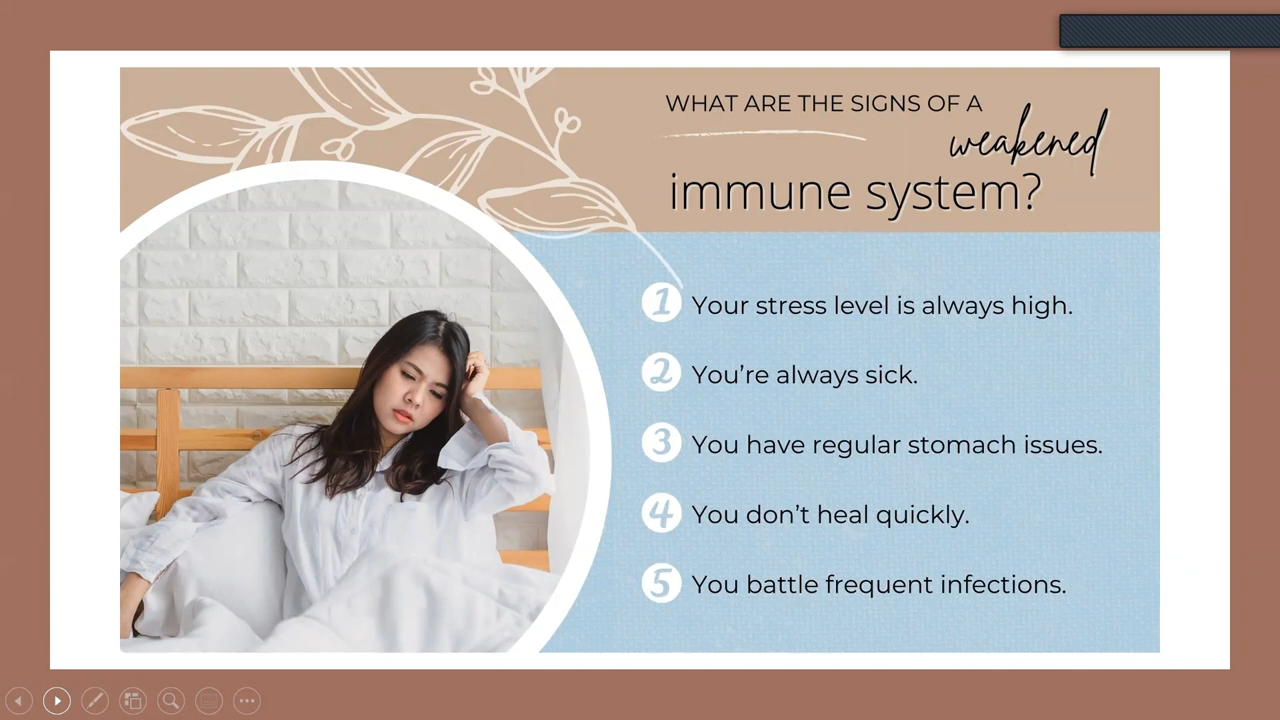 WHAT ARE THE SIGNS OF A
weakened
immune system?
1 Your stress level is always high.
2 You’re always sick.
3 You have regular stomach issues.
4 You don’t heal quickly.
5 You battle frequent infections.